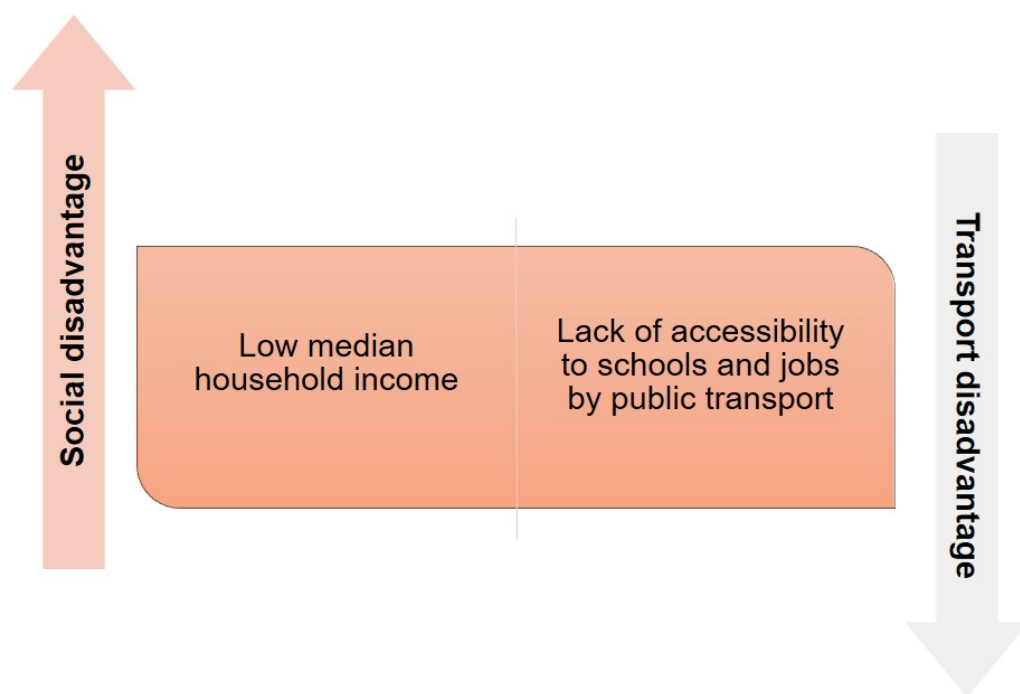 Social disadvantage
Low median
household income
Lack of accessibility
to schools and jobs
by public transport
Transport disadvantage